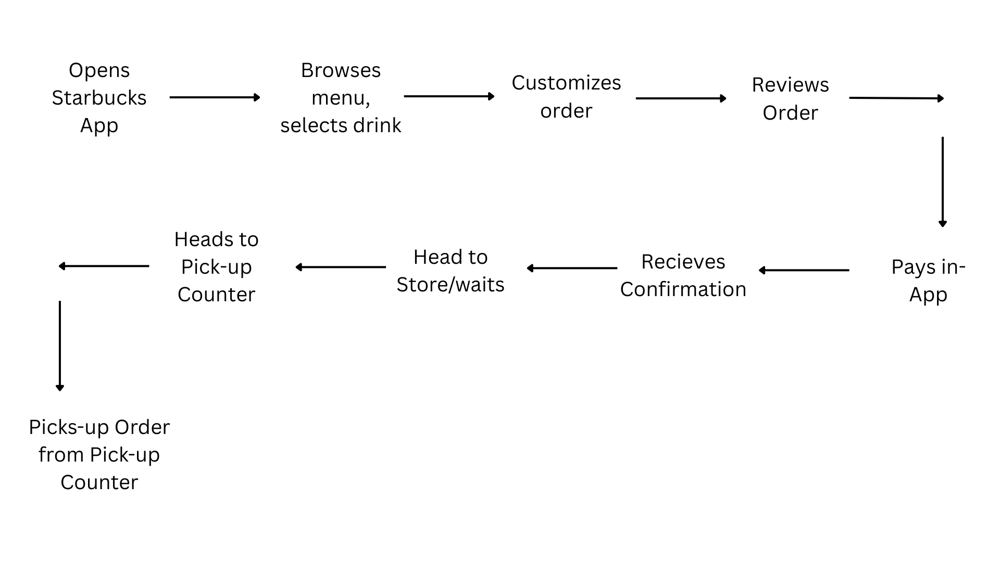 Opens
Starbucks
App
Browses
menu,
selects drink
Customizes
order
Reviews
Order
Pays in-
App
Recieves
Confirmation
Head to
Store/waits
Heads to
Pick-up
Counter
Picks-up Order
from Pick-up
Counter